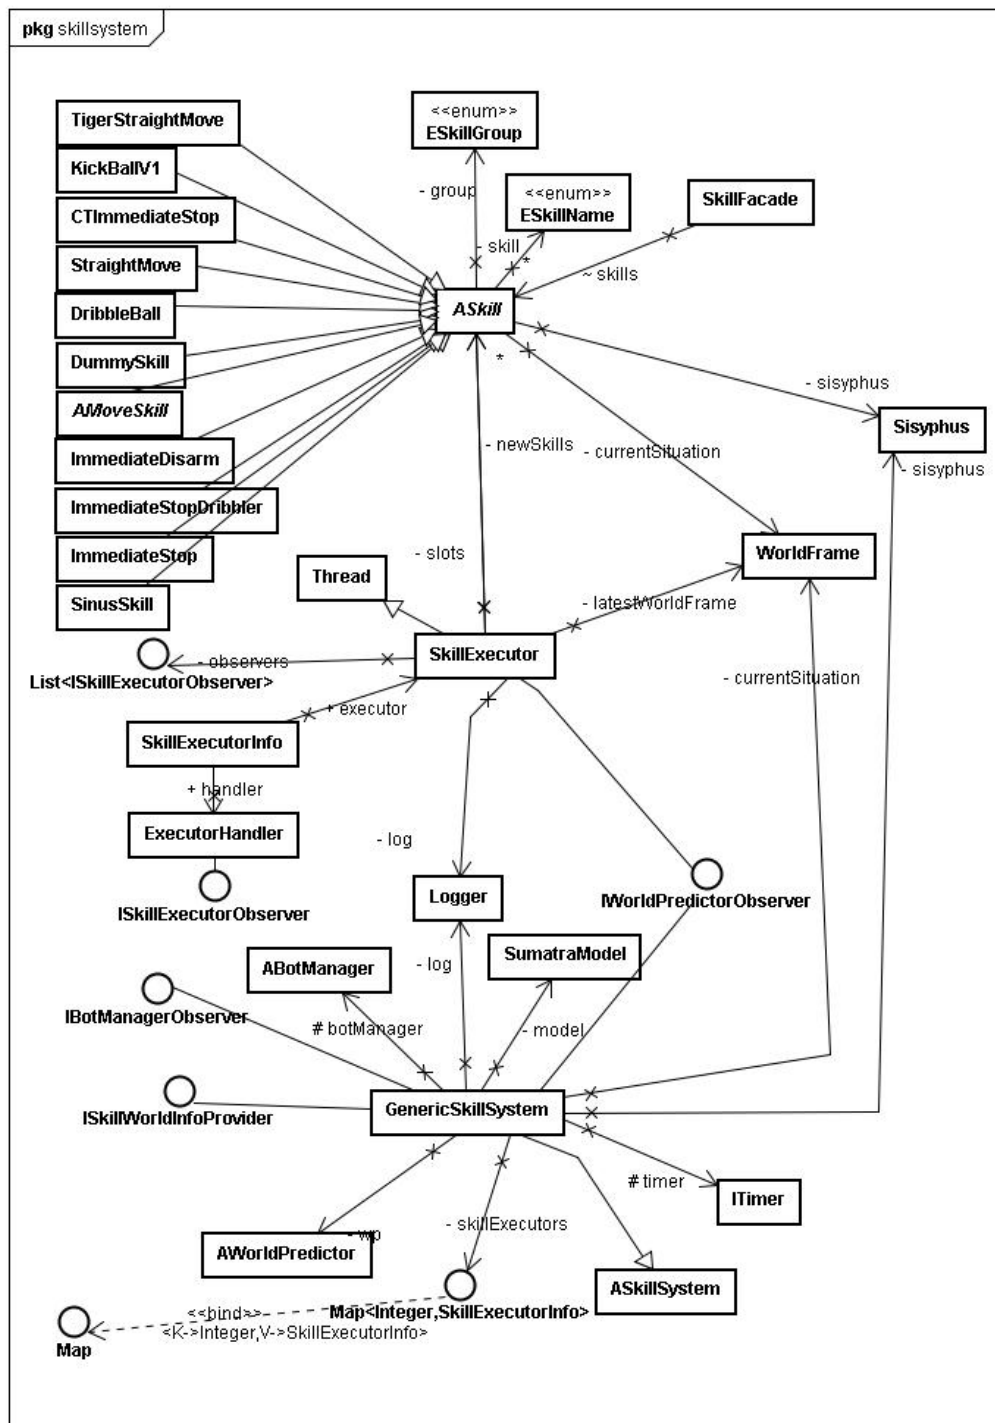 pkg skillsystem
TigerStraightMove
<<enum>>
ESkillGroup
KickBallV1
- group
<<enum>>
ESkillName
SkillFacade
CTImmediateStop
- skill
*
~ skills
StraightMove
ASkill
DribbleBall
*
DummySkill
- sisyphus
AMoveSkill
Sisyphus
- newSkills
- currentSituation
ImmediateDisarm
- sisyphus
ImmediateStopDribbler
ImmediateStop
- slots
WorldFrame
Thread
SinusSkill
- latestWorldFrame
SkillExecutor
- observers
List<ISkillExecutorObserver>
- currentSituation
+ executor
SkillExecutorInfo
+ handler
ExecutorHandler
- log
ISkillExecutorObserver
Logger
IWorldPredictorObserver
SumatraModel
ABotManager
- log
IBotManagerObserver
# botManager
- model
ISkillWorldInfoProvider
GenericSkillSystem
# timer
ITimer
- wp
AWorldPredictor
- skillExecutors
ASkillSystem
Map<Integer,SkillExecutorInfo>
<<bind>>
<K->Integer,V->SkillExecutorInfo>
Map